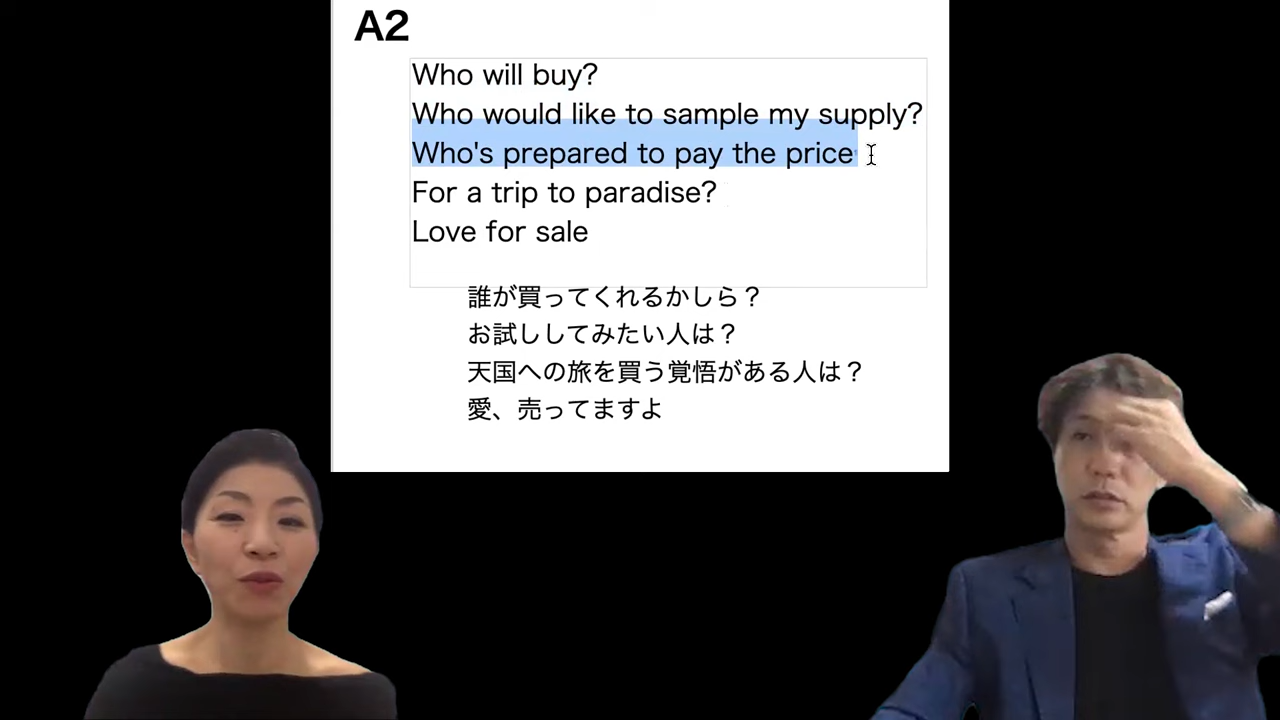 A2
Who will buy?
Who would like to sample my supply?
Who's prepared to pay the price
For a trip to paradise?
Love for sale
誰が買ってくれるかしら？
お試ししてみたい人は？
天国への旅を買う覚悟がある人は？
愛、売ってますよ